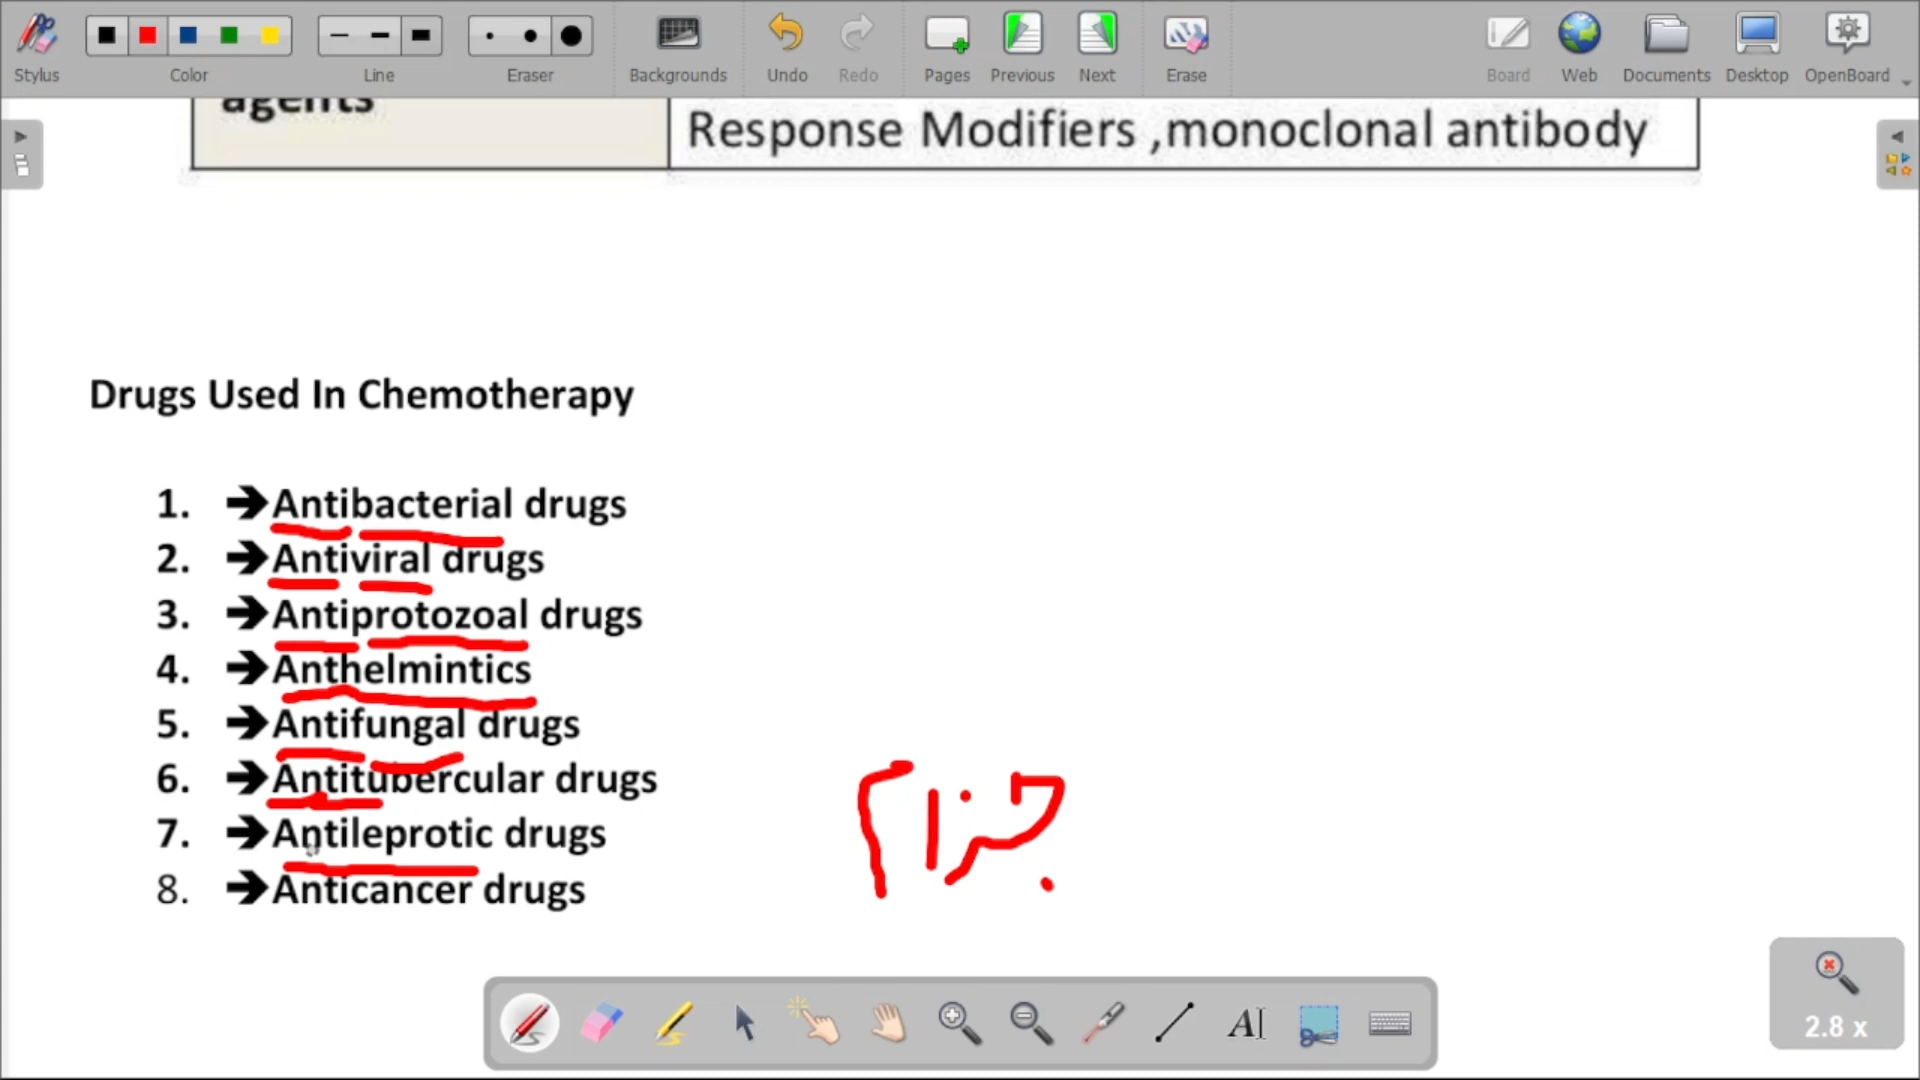 Stylus Color Line Eraser Backgrounds Undo Redo Pages Previous Next Erase Board Web Documents Desktop OpenBoard
agents
Response Modifiers ,monoclonal antibody
Drugs Used In Chemotherapy
1. ➔Antibacterial drugs
2. ➔Antiviral drugs
3. ➔Antiprotozoal drugs
4. ➔Anthelmintics
5. ➔Antifungal drugs
6. ➔Antitubercular drugs
7. ➔Antileprotic drugs
8. ➔Anticancer drugs
2.8 x